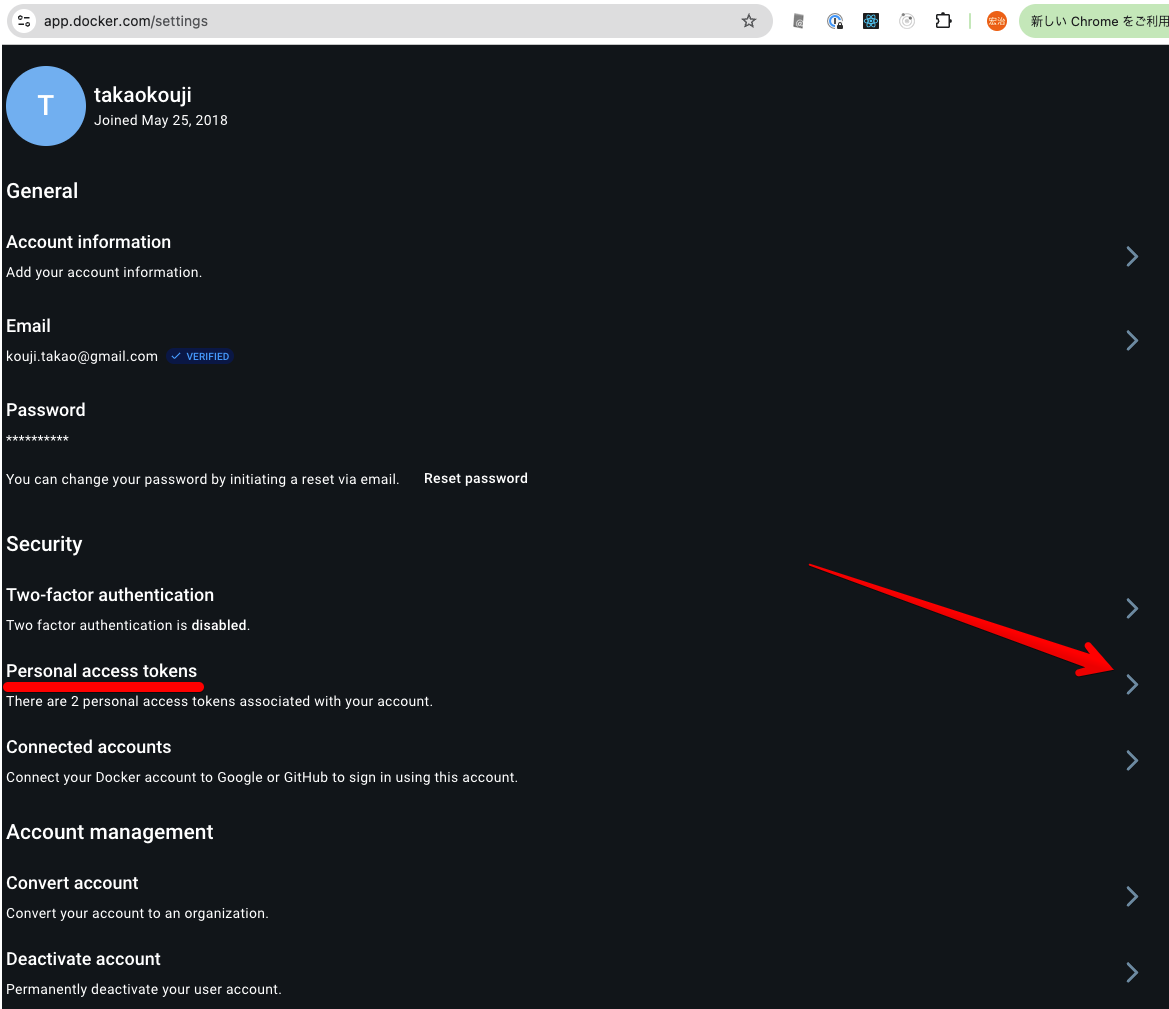 app.docker.com/settings
宏治
新しい Chrome をご利用
T
takaokouji
Joined May 25, 2018
General
Account information
Add your account information.
Email
kouji.takao@gmail.com VERIFIED
Password
**********
You can change your password by initiating a reset via email. Reset password
Security
Two-factor authentication
Two factor authentication is disabled.
Personal access tokens
There are 2 personal access tokens associated with your account.
Connected accounts
Connect your Docker account to Google or GitHub to sign in using this account.
Account management
Convert account
Convert your account to an organization.
Deactivate account
Permanently deactivate your user account.